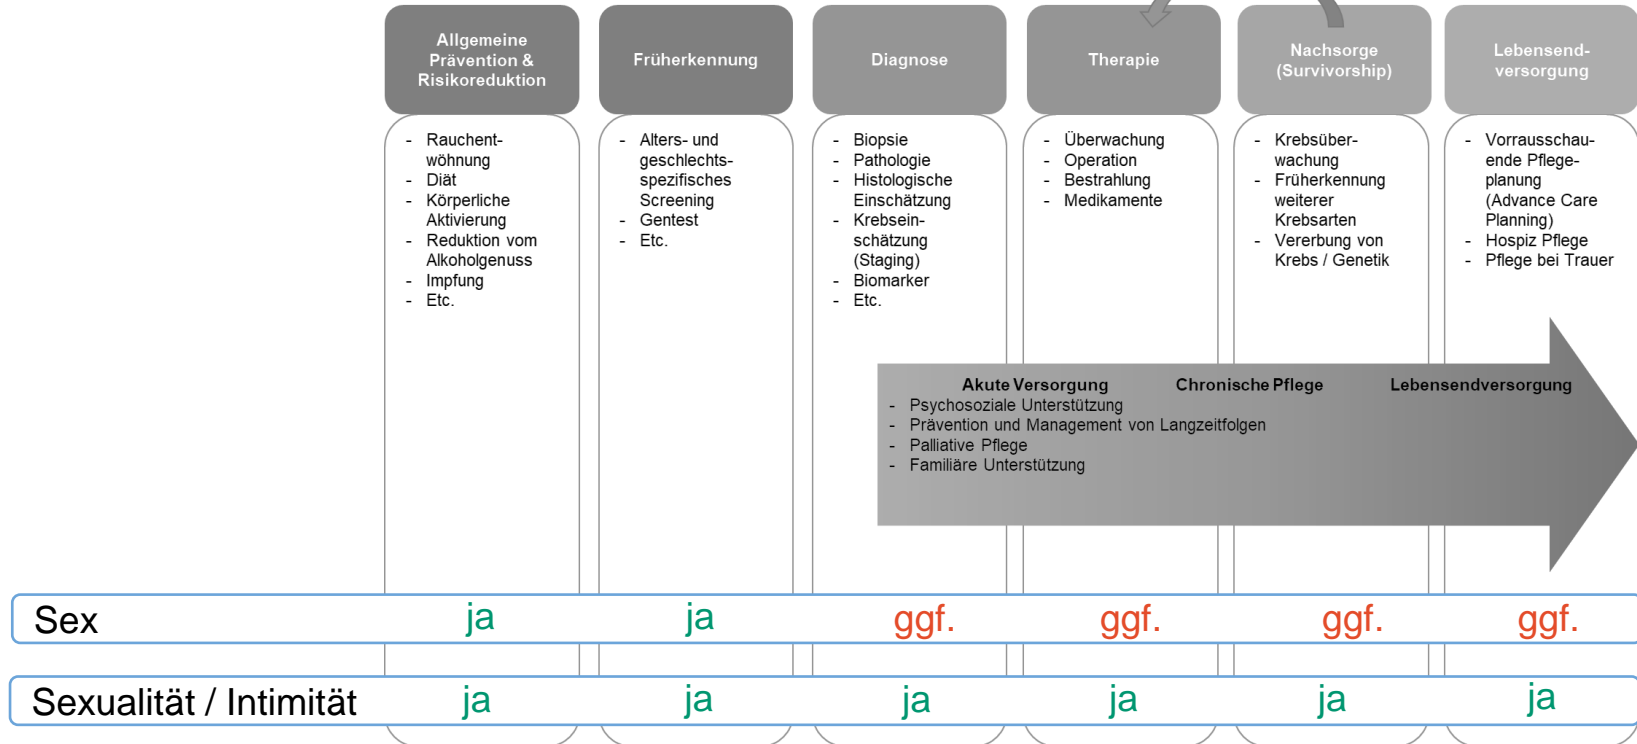 Allgemeine
Prävention &
Risikoreduktion
Früherkennung
Diagnose
Therapie
Nachsorge
(Survivorship)
Lebensend-
versorgung
- Rauchent-
wöhnung
- Diät
- Körperliche
Aktivierung
- Reduktion vom
Alkoholgenuss
- Impfung
- Etc.
- Alters- und
geschlechts-
spezifisches
Screening
- Gentest
- Etc.
- Biopsie
- Pathologie
- Histologische
Einschätzung
- Krebsein-
schätzung
(Staging)
- Biomarker
- Etc.
- Überwachung
- Operation
- Bestrahlung
- Medikamente
- Krebsüber-
wachung
- Früherkennung
weiterer
Krebsarten
- Vererbung von
Krebs / Genetik
- Vorrausschau-
ende Pflege-
planung
(Advance Care
Planning)
- Hospiz Pflege
- Pflege bei Trauer
Akute Versorgung Chronische Pflege Lebensendversorgung
- Psychosoziale Unterstützung
- Prävention und Management von Langzeitfolgen
- Palliative Pflege
- Familiäre Unterstützung
Sex ja ja ggf. ggf. ggf. ggf.
Sexualität / Intimität ja ja ja ja ja ja